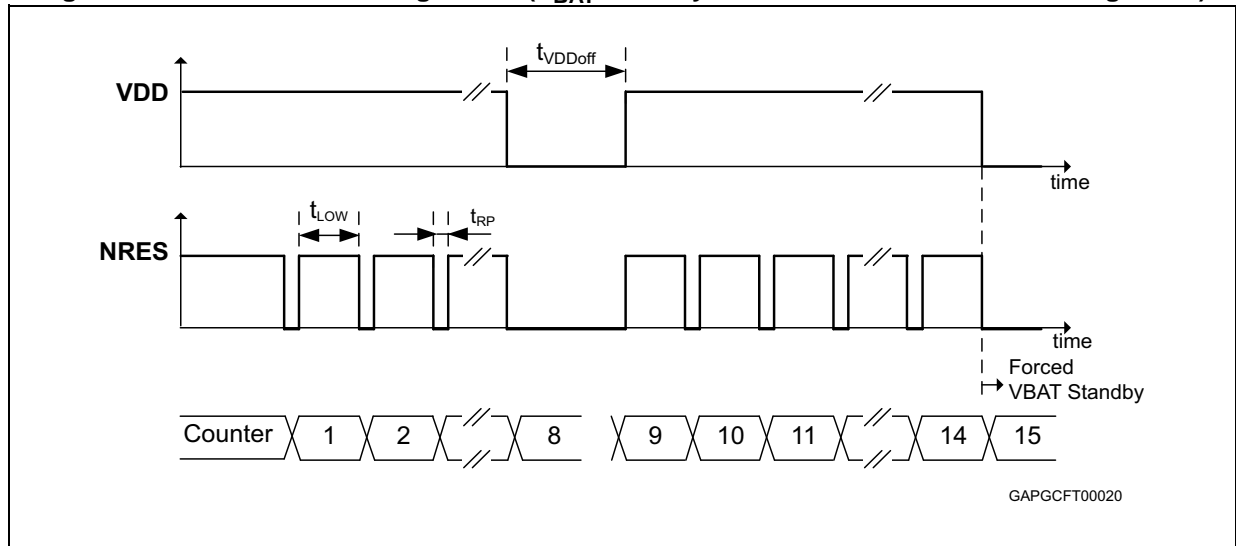 tVDDoff
VDD
time
tLOW
tRP
NRES
time
Forced
VBAT Standby
Counter 1 2 8 9 10 11 14 15
GAPGCFT00020